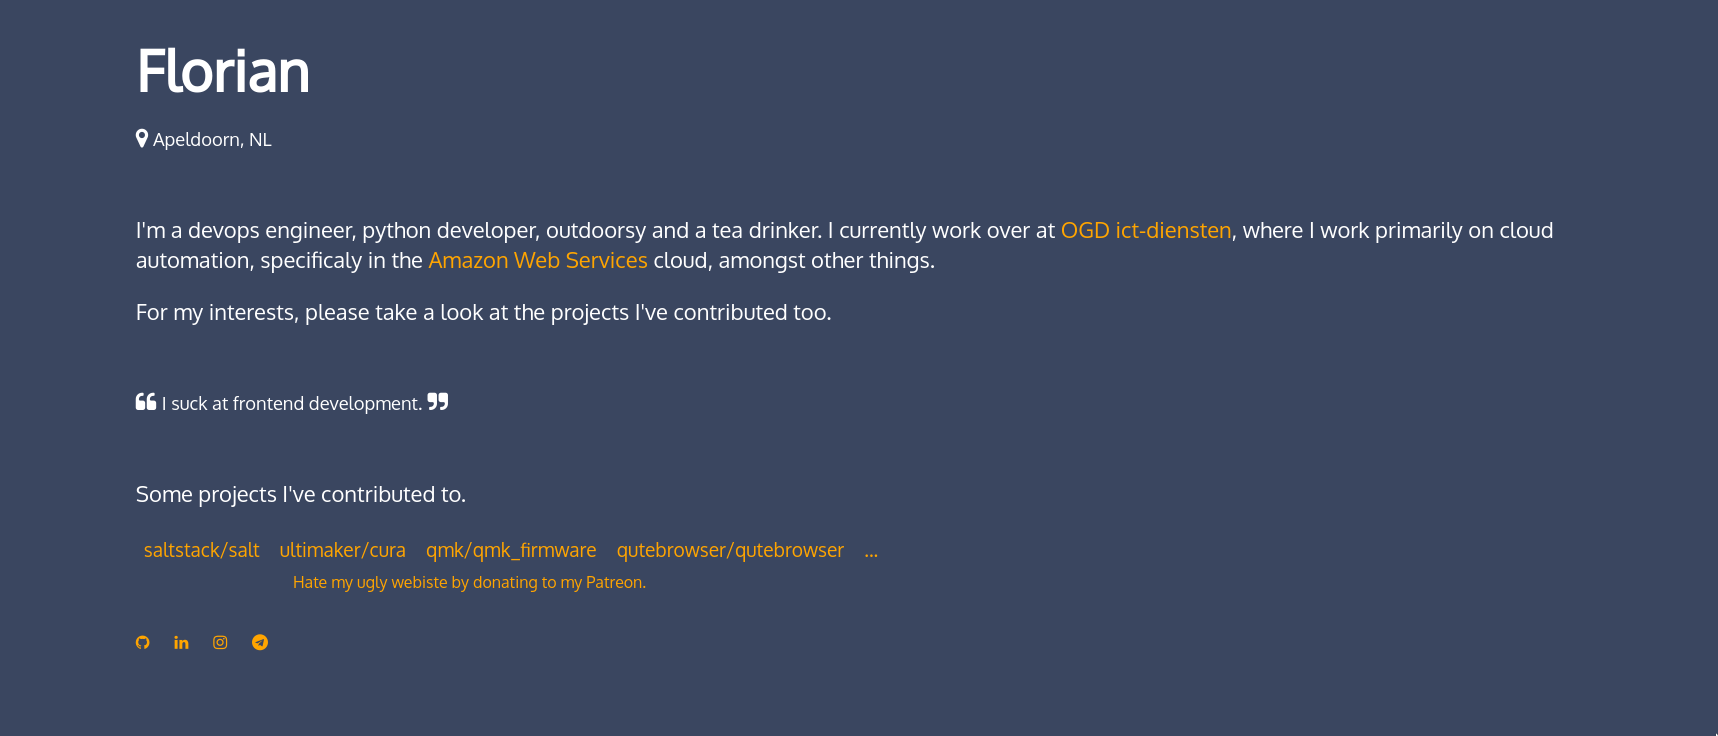 Florian
Apeldoorn, NL
I'm a devops engineer, python developer, outdoorsy and a tea drinker. I currently work over at OGD ict-diensten, where I work primarily on cloud
automation, specificaly in the Amazon Web Services cloud, amongst other things.
For my interests, please take a look at the projects I've contributed too.
“ I suck at frontend development. ”
Some projects I've contributed to.
saltstack/salt ultimaker/cura qmk/qmk_firmware qutebrowser/qutebrowser ...
Hate my ugly webiste by donating to my Patreon.